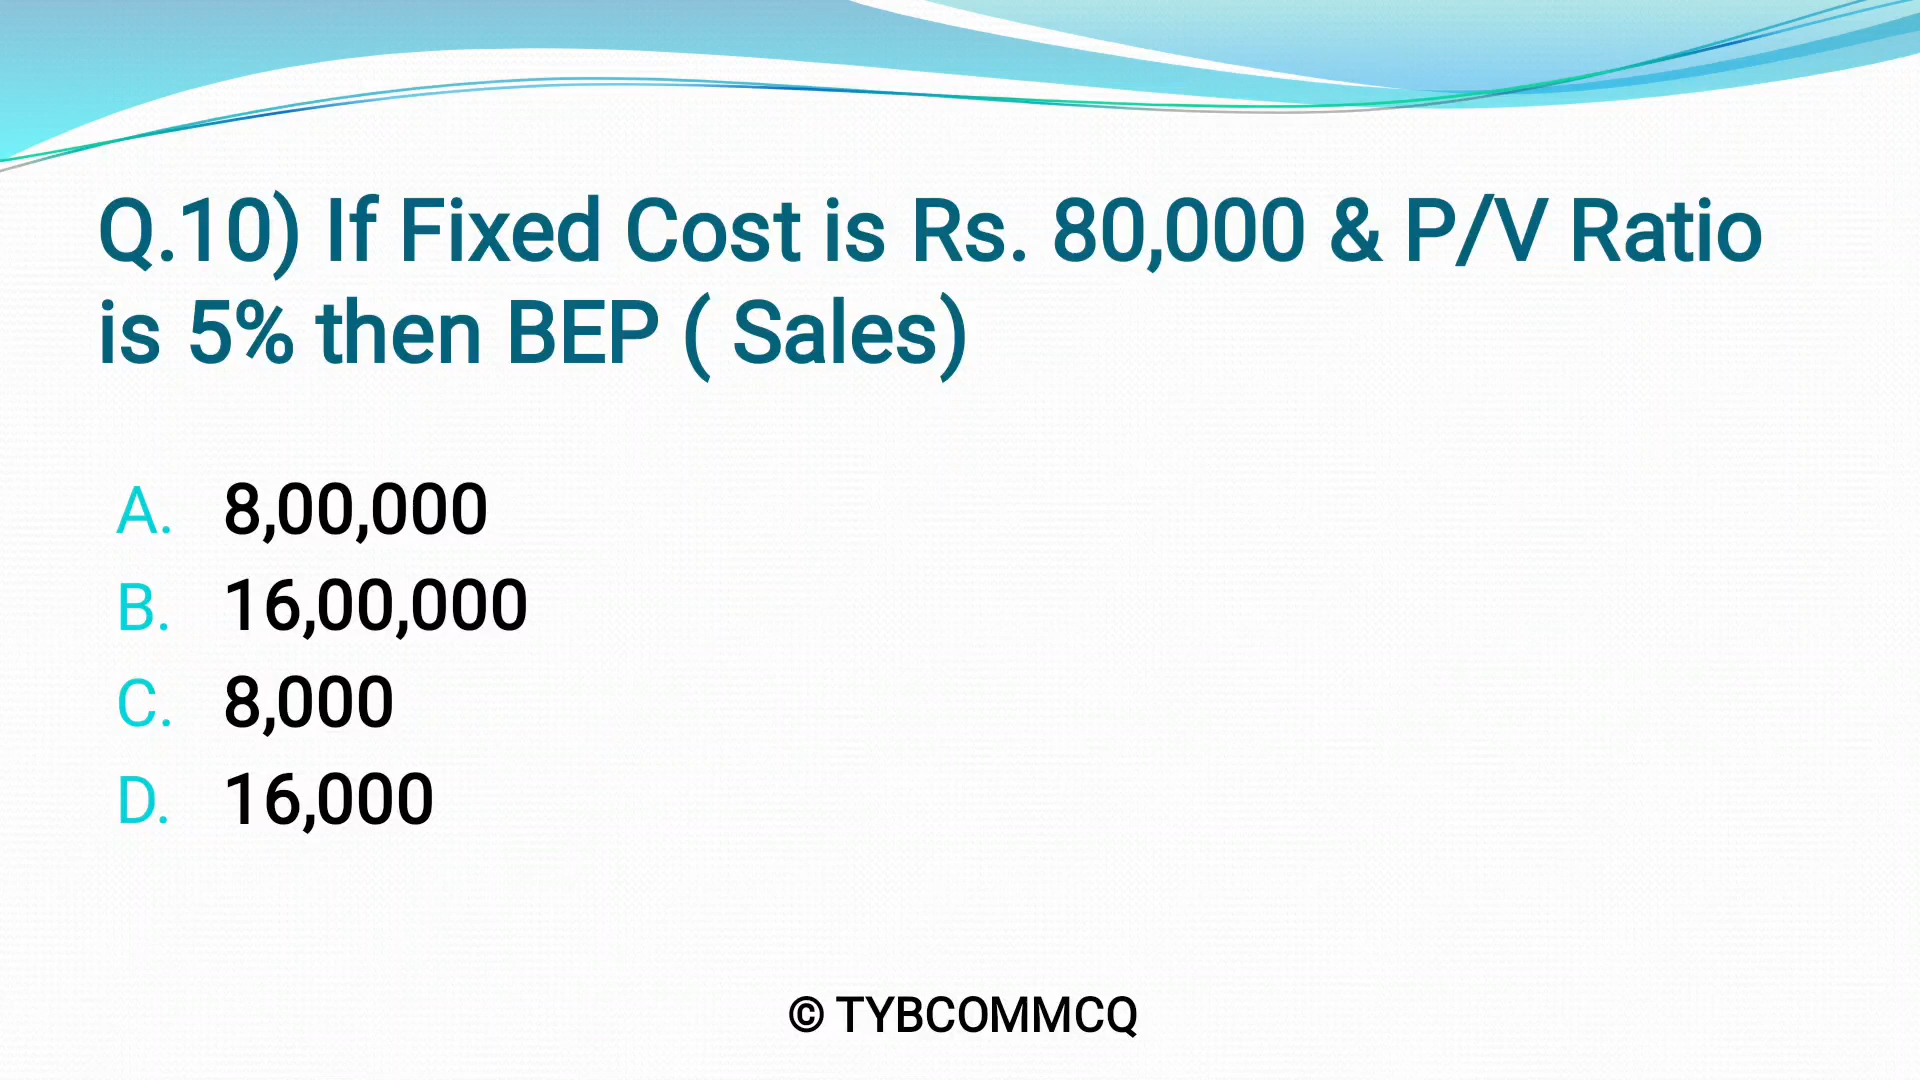 Q.10) If Fixed Cost is Rs. 80,000 & P/V Ratio
is 5% then BEP ( Sales)
A. 8,00,000
B. 16,00,000
C. 8,000
D. 16,000
© TYBCOMMCQ